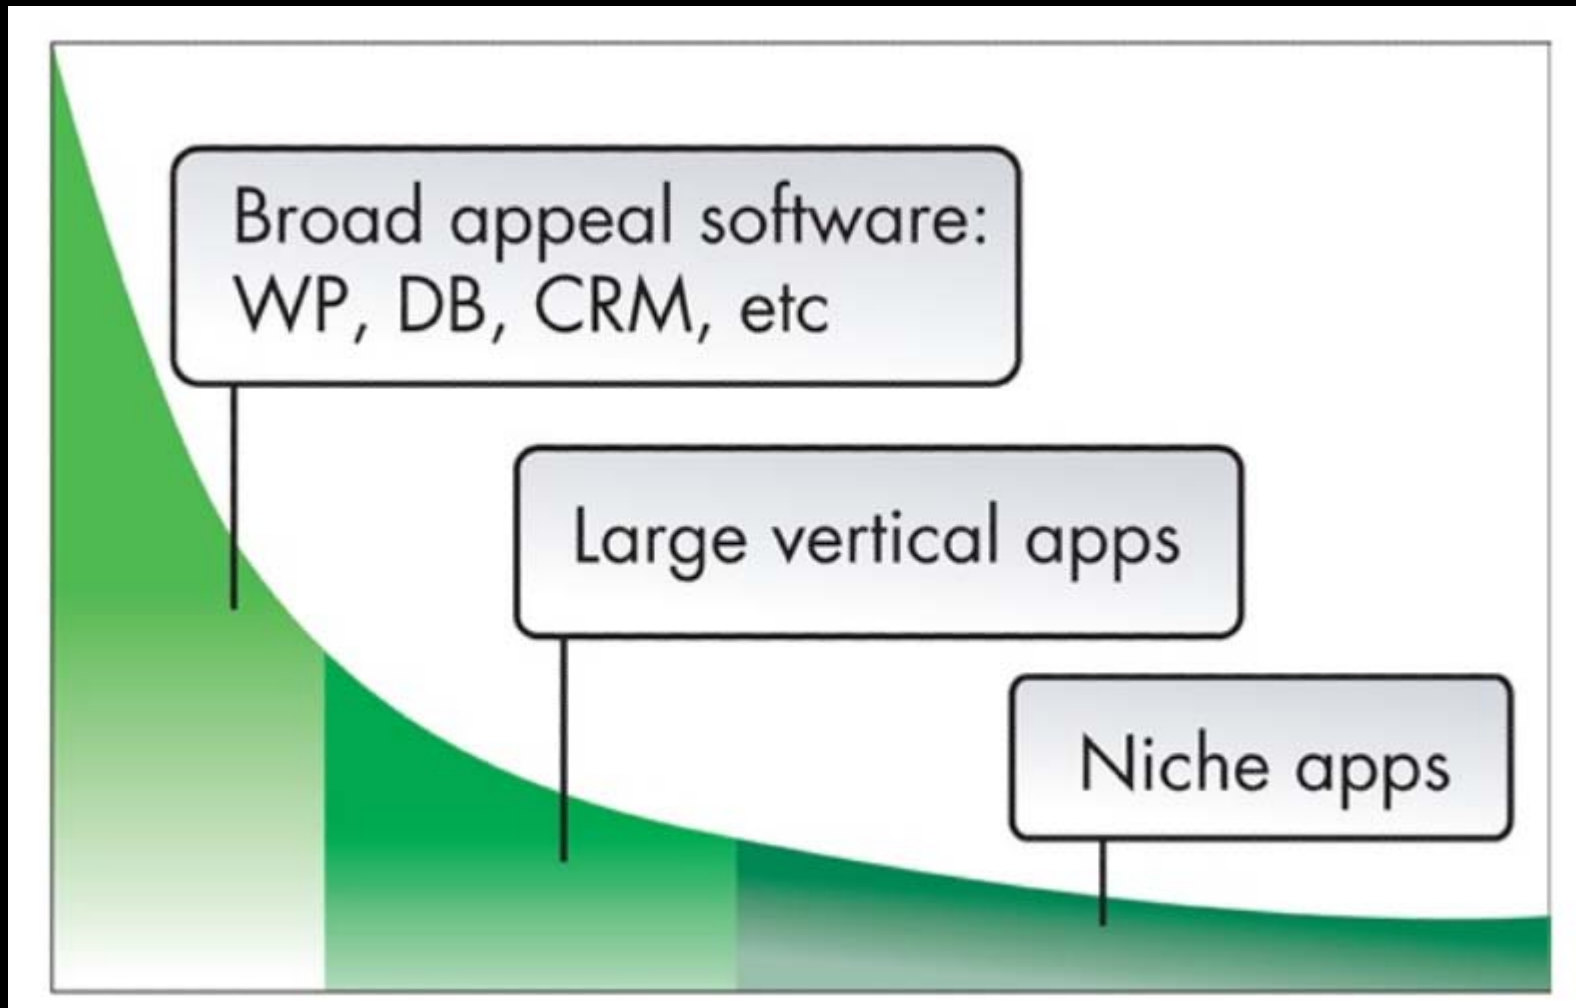 Broad appeal software:
WP, DB, CRM, etc
Large vertical apps
Niche apps